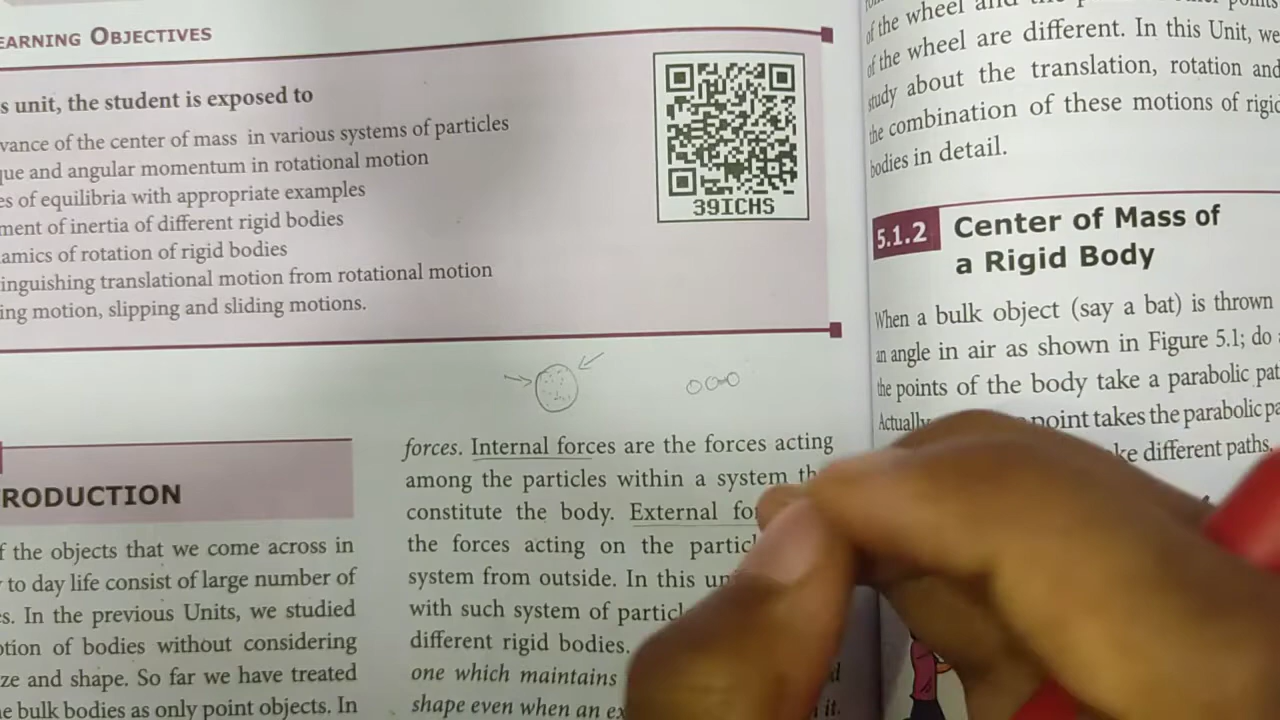 EARNING OBJECTIVES
s unit, the student is exposed to
vance of the center of mass in various systems of particles
que and angular momentum in rotational motion
es of equilibria with appropriate examples
ment of inertia of different rigid bodies
amics of rotation of rigid bodies
inguishing translational motion from rotational motion
ing motion, slipping and sliding motions.
39ICHS
RODUCTION
f the objects that we come across in
to day life consist of large number of
s. In the previous Units, we studied
otion of bodies without considering
ze and shape. So far we have treated
e bulk bodies as only point objects. In
forces. Internal forces are the forces acting
among the particles within a system th
constitute the body. External fo
the forces acting on the partic
system from outside. In this un
with such system of particl
different rigid bodies.
one which maintains
shape even when an ex it.
of the wheel and
of the wheel are different. In this Unit, we
study about the translation, rotation and
the combination of these motions of rigid
bodies in detail.
5.1.2 Center of Mass of
a Rigid Body
When a bulk object (say a bat) is thrown
an angle in air as shown in Figure 5.1; do
the points of the body take a parabolic pat
Actually point takes the parabolic pa
ke different paths.